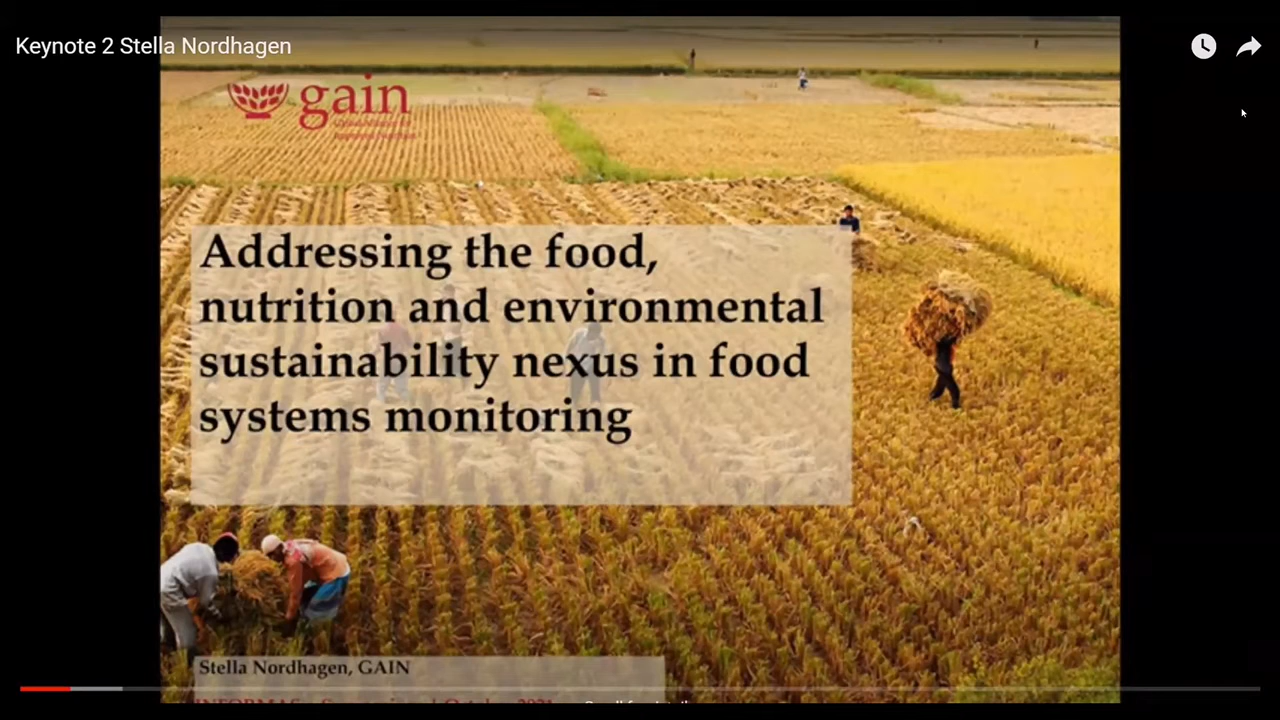 Keynote 2 Stella Nordhagen
gain
Addressing the food,
nutrition and environmental
sustainability nexus in food
systems monitoring
Stella Nordhagen, GAIN